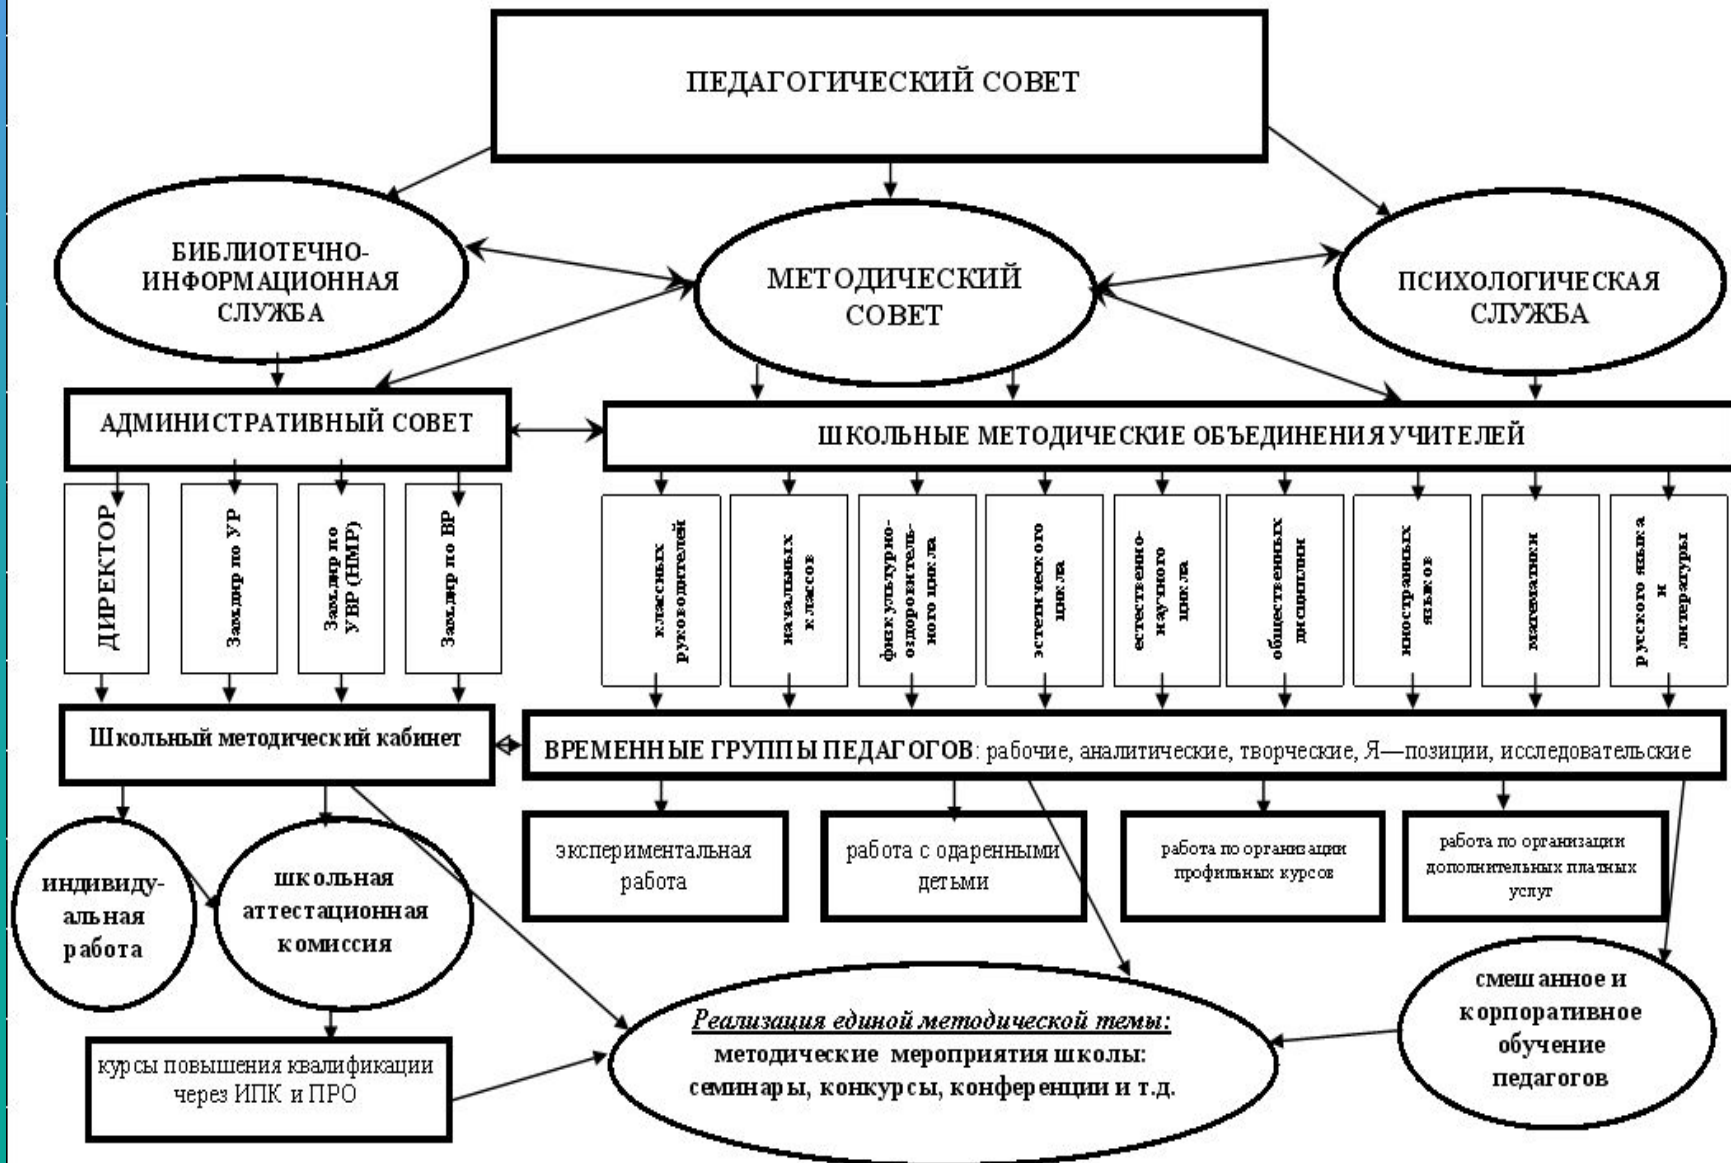 ПЕДАГОГИЧЕСКИЙ СОВЕТ
БИБЛИОТЕЧНО-
ИНФОРМАЦИОННАЯ
СЛУЖБА
МЕТОДИЧЕСКИЙ
СОВЕТ
ПСИХОЛОГИЧЕСКАЯ
СЛУЖБА
АДМИНИСТРАТИВНЫЙ СОВЕТ
ШКОЛЬНЫЕ МЕТОДИЧЕСКИЕ ОБЪЕДИНЕНИЯ УЧИТЕЛЕЙ
ДИРЕКТОР
Зам.дир по УР
Зам.дир по
УВР (НМР)
Зам.дир по ВР
классных
руководителей
начальных
классов
физкультурно-
оздоровитель-
ного цикла
эстетического
цикла
естественно-
научного
цикла
общественных
дисциплин
иностранных
языков
математики
русского языка
и
литературы
Школьный методический кабинет
ВРЕМЕННЫЕ ГРУППЫ ПЕДАГОГОВ: рабочие, аналитические, творческие, Я—позиции, исследовательские
индивиду-
альная
работа
школьная
аттестационная
комиссия
экспериментальная
работа
работа с одаренными
детьми
работа по организации
профильных курсов
работа по организации
дополнительных платных
услуг
курсы повышения квалификации
через ИПК и ПРО
Реализация единой методической темы:
методические мероприятия школы:
семинары, конкурсы, конференции и т.д.
смешанное и
корпоративное
обучение
педагогов